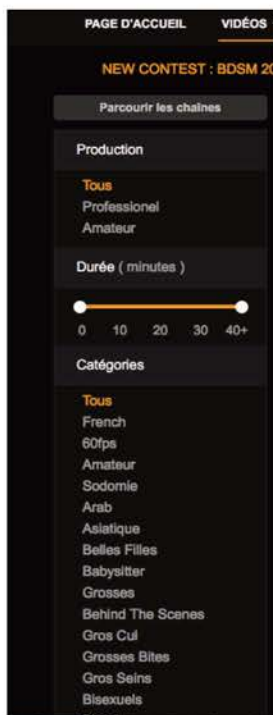 PAGE D'ACCUEIL VIDÉOS
NEW CONTEST : BDSM 20
Parcourir les chaînes
Production
Tous
Professionel
Amateur
Durée ( minutes )
0 10 20 30 40+
Catégories
Tous
French
60fps
Amateur
Sodomie
Arab
Asiatique
Belles Filles
Babysitter
Grosses
Behind The Scenes
Gros Cul
Grosses Bites
Gros Seins
Bisexuels